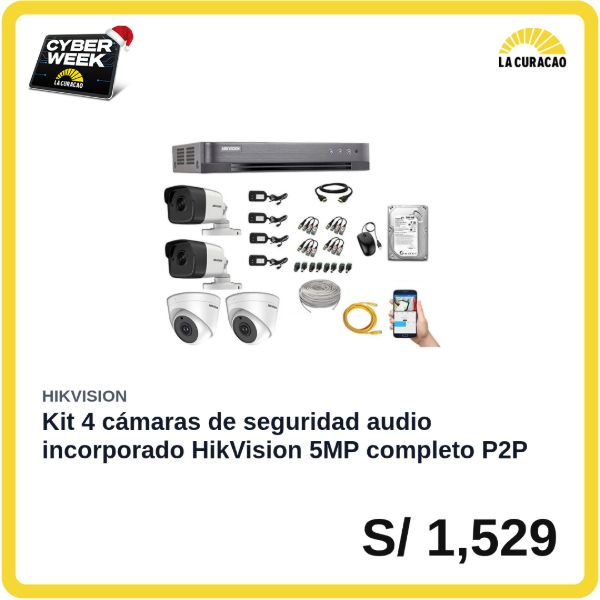 CYBER
WEEK
LA CURACAO
LA CURACAO
HIKVISION
HIKVISION
Kit 4 cámaras de seguridad audio
incorporado HikVision 5MP completo P2P
S/ 1,529